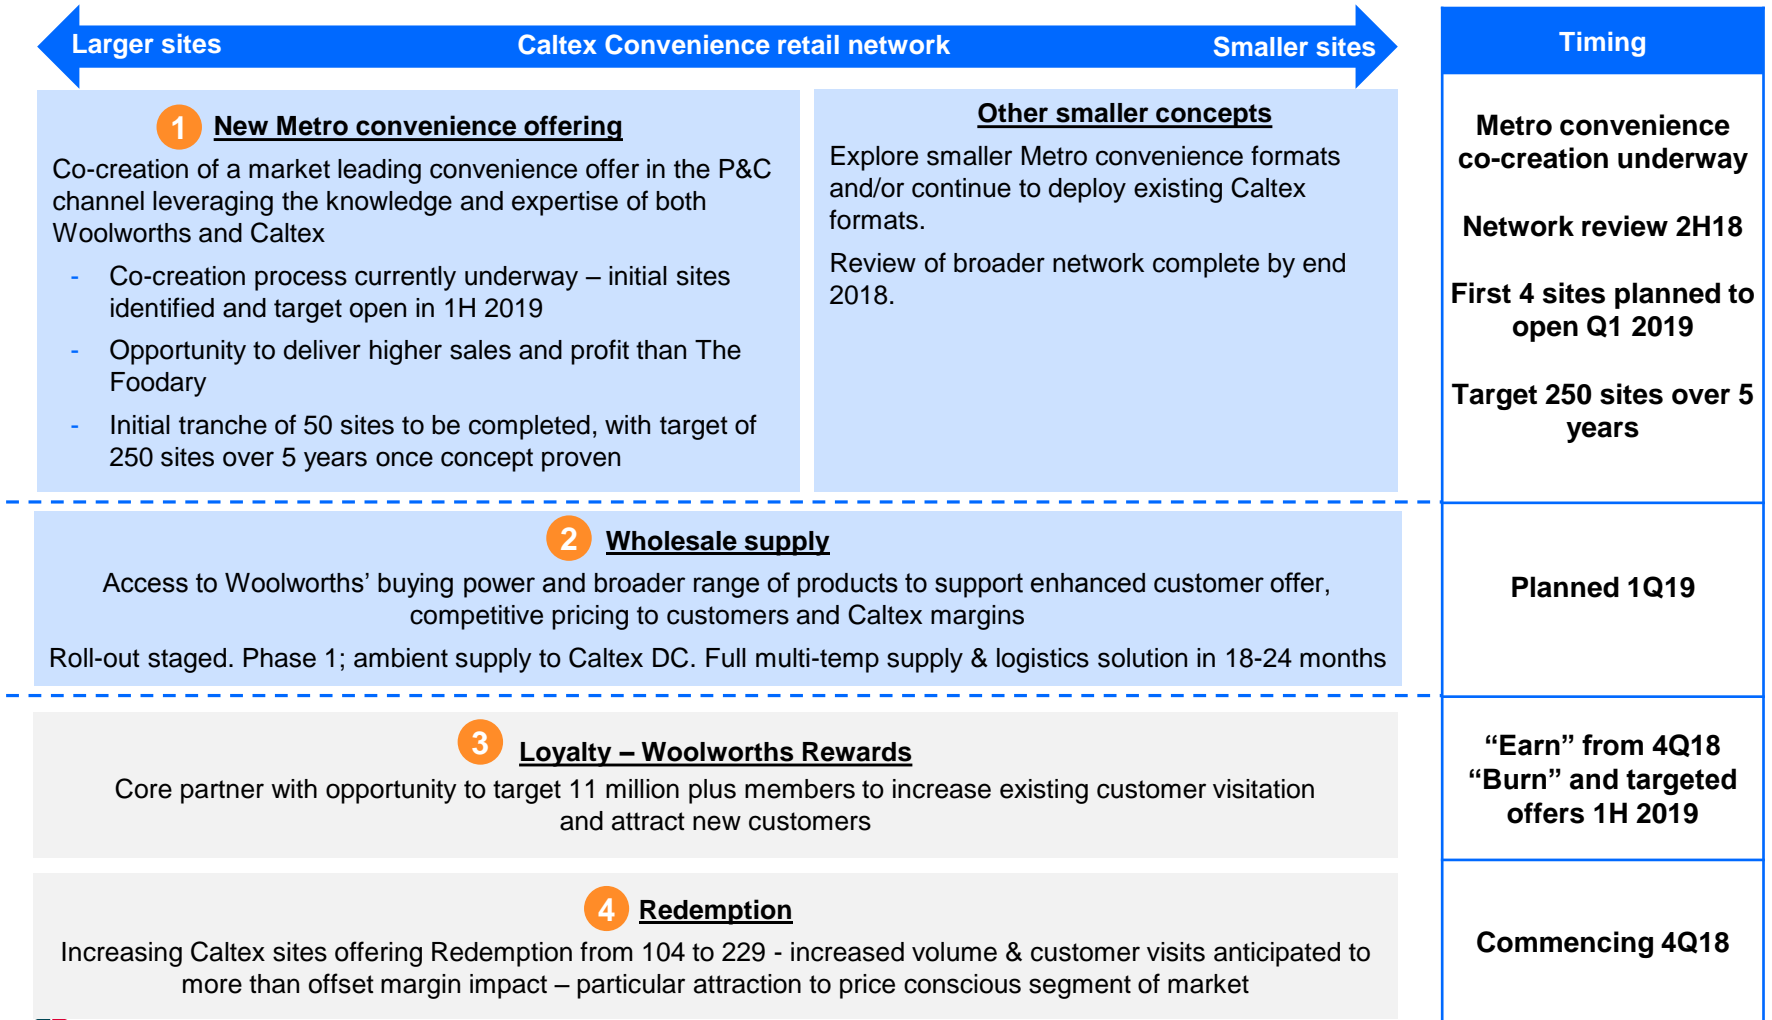 Larger sites
Caltex Convenience retail network
Smaller sites
Timing
1
New Metro convenience offering
Co-creation of a market leading convenience offer in the P&C
channel leveraging the knowledge and expertise of both
Woolworths and Caltex
- Co-creation process currently underway – initial sites
identified and target open in 1H 2019
- Opportunity to deliver higher sales and profit than The
Foodary
- Initial tranche of 50 sites to be completed, with target of
250 sites over 5 years once concept proven
Other smaller concepts
Explore smaller Metro convenience formats
and/or continue to deploy existing Caltex
formats.
Review of broader network complete by end
2018.
Metro convenience
co-creation underway
Network review 2H18
First 4 sites planned to
open Q1 2019
Target 250 sites over 5
years
2
Wholesale supply
Access to Woolworths’ buying power and broader range of products to support enhanced customer offer,
competitive pricing to customers and Caltex margins
Roll-out staged. Phase 1; ambient supply to Caltex DC. Full multi-temp supply & logistics solution in 18-24 months
Planned 1Q19
3
Loyalty – Woolworths Rewards
Core partner with opportunity to target 11 million plus members to increase existing customer visitation
and attract new customers
“Earn” from 4Q18
“Burn” and targeted
offers 1H 2019
4
Redemption
Increasing Caltex sites offering Redemption from 104 to 229 - increased volume & customer visits anticipated to
more than offset margin impact – particular attraction to price conscious segment of market
Commencing 4Q18